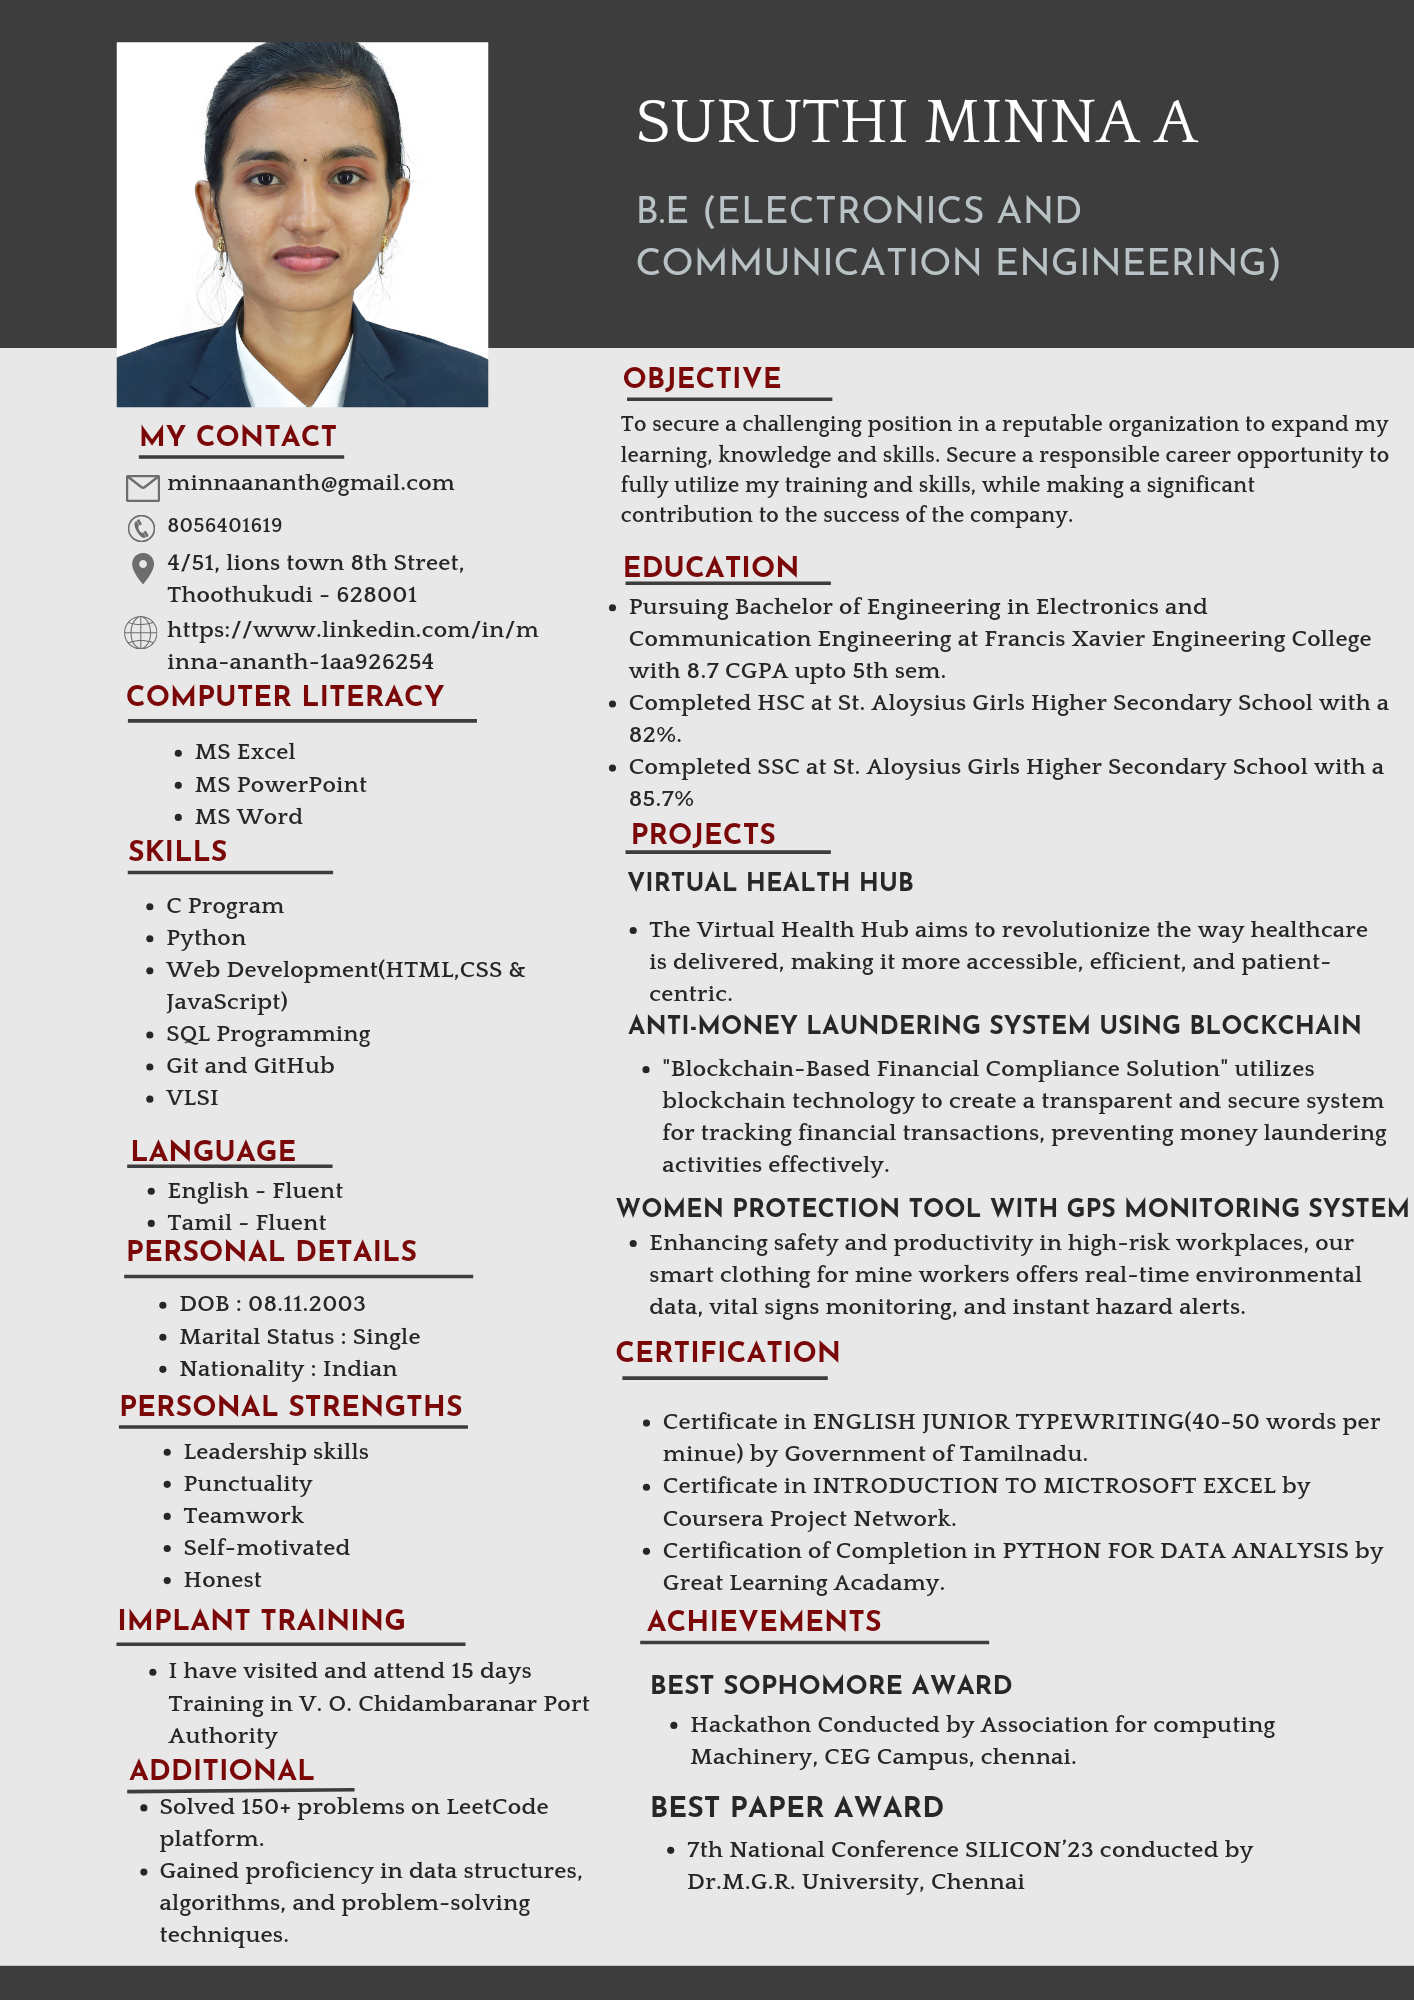 SURUTHI MINNA A
B.E (ELECTRONICS AND
COMMUNICATION ENGINEERING)
MY CONTACT
minnaananth@gmail.com
8056401619
4/51, lions town 8th Street,
Thoothukudi - 628001
https://www.linkedin.com/in/m
inna-ananth-1aa926254
COMPUTER LITERACY
• MS Excel
• MS PowerPoint
• MS Word
SKILLS
• C Program
• Python
• Web Development(HTML,CSS &
JavaScript)
• SQL Programming
• Git and GitHub
• VLSI
LANGUAGE
• English - Fluent
• Tamil - Fluent
PERSONAL DETAILS
• DOB : 08.11.2003
• Marital Status : Single
• Nationality : Indian
PERSONAL STRENGTHS
• Leadership skills
• Punctuality
• Teamwork
• Self-motivated
• Honest
IMPLANT TRAINING
• I have visited and attend 15 days
Training in V. O. Chidambaranar Port
Authority
ADDITIONAL
• Solved 150+ problems on LeetCode
platform.
• Gained proficiency in data structures,
algorithms, and problem-solving
techniques.
OBJECTIVE
To secure a challenging position in a reputable organization to expand my
learning, knowledge and skills. Secure a responsible career opportunity to
fully utilize my training and skills, while making a significant
contribution to the success of the company.
EDUCATION
• Pursuing Bachelor of Engineering in Electronics and
Communication Engineering at Francis Xavier Engineering College
with 8.7 CGPA upto 5th sem.
• Completed HSC at St. Aloysius Girls Higher Secondary School with a
82%.
• Completed SSC at St. Aloysius Girls Higher Secondary School with a
85.7%
PROJECTS
VIRTUAL HEALTH HUB
• The Virtual Health Hub aims to revolutionize the way healthcare
is delivered, making it more accessible, efficient, and patient-
centric.
ANTI-MONEY LAUNDERING SYSTEM USING BLOCKCHAIN
• "Blockchain-Based Financial Compliance Solution" utilizes
blockchain technology to create a transparent and secure system
for tracking financial transactions, preventing money laundering
activities effectively.
WOMEN PROTECTION TOOL WITH GPS MONITORING SYSTEM
• Enhancing safety and productivity in high-risk workplaces, our
smart clothing for mine workers offers real-time environmental
data, vital signs monitoring, and instant hazard alerts.
CERTIFICATION
• Certificate in ENGLISH JUNIOR TYPEWRITING(40-50 words per
minue) by Government of Tamilnadu.
• Certificate in INTRODUCTION TO MICTROSOFT EXCEL by
Coursera Project Network.
• Certification of Completion in PYTHON FOR DATA ANALYSIS by
Great Learning Acadamy.
ACHIEVEMENTS
BEST SOPHOMORE AWARD
• Hackathon Conducted by Association for computing
Machinery, CEG Campus, chennai.
BEST PAPER AWARD
• 7th National Conference SILICON'23 conducted by
Dr.M.G.R. University, Chennai